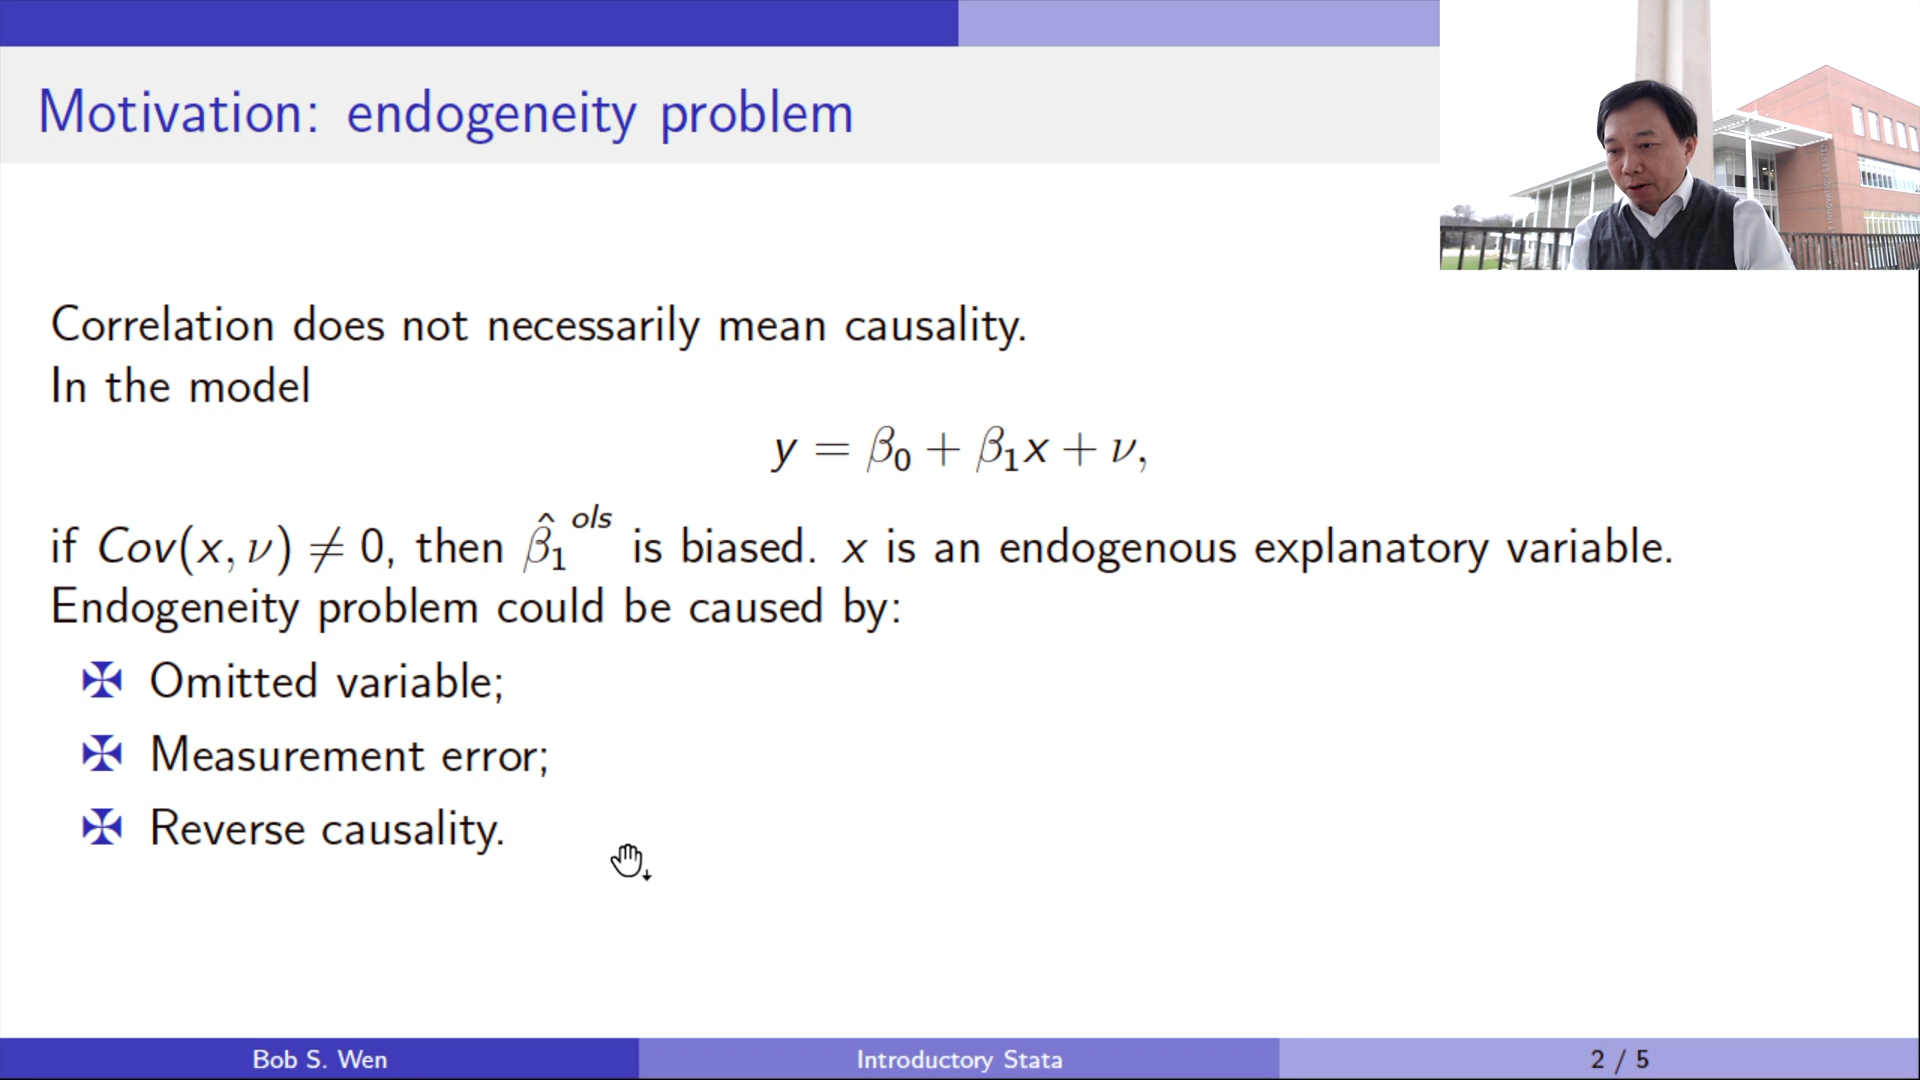 Motivation: endogeneity problem
Correlation does not necessarily mean causality.
In the model
y = β₀ + β₁x + ν,
if Cov(x, ν) ≠ 0, then β̂₁ᵒˡˢ is biased. x is an endogenous explanatory variable.
Endogeneity problem could be caused by:
✠ Omitted variable;
✠ Measurement error;
✠ Reverse causality.
Bob S. Wen
Introductory Stata
2 / 5